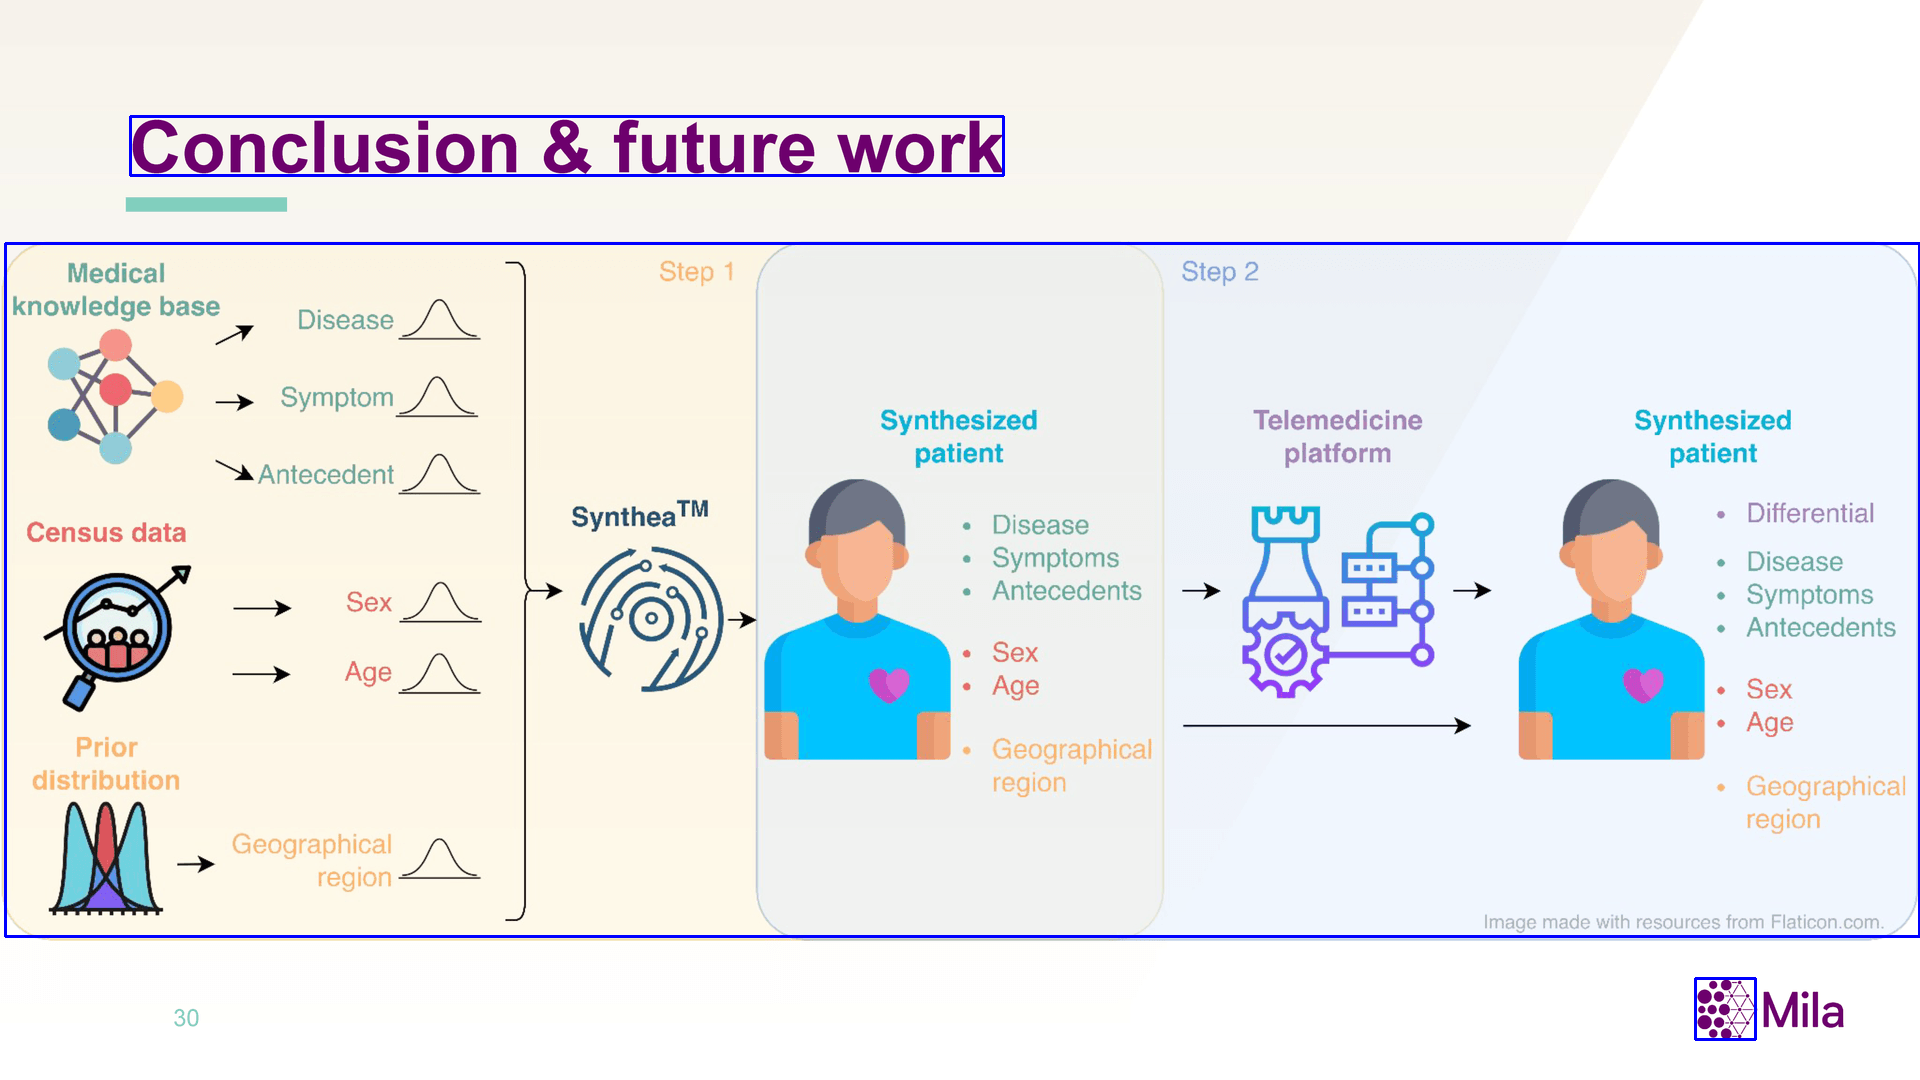 Conclusion & future work
Step 1
Step 2
Medical
knowledge base
Disease
Symptom
Antecedent
Census data
Sex
Age
Prior
distribution
Geographical
region
Synthea™
Synthesized
patient
• Disease
• Symptoms
• Antecedents
• Sex
• Age
• Geographical
region
Telemedicine
platform
Synthesized
patient
• Differential
• Disease
• Symptoms
• Antecedents
• Sex
• Age
• Geographical
region
Image made with resources from Flaticon.com.
30
Mila